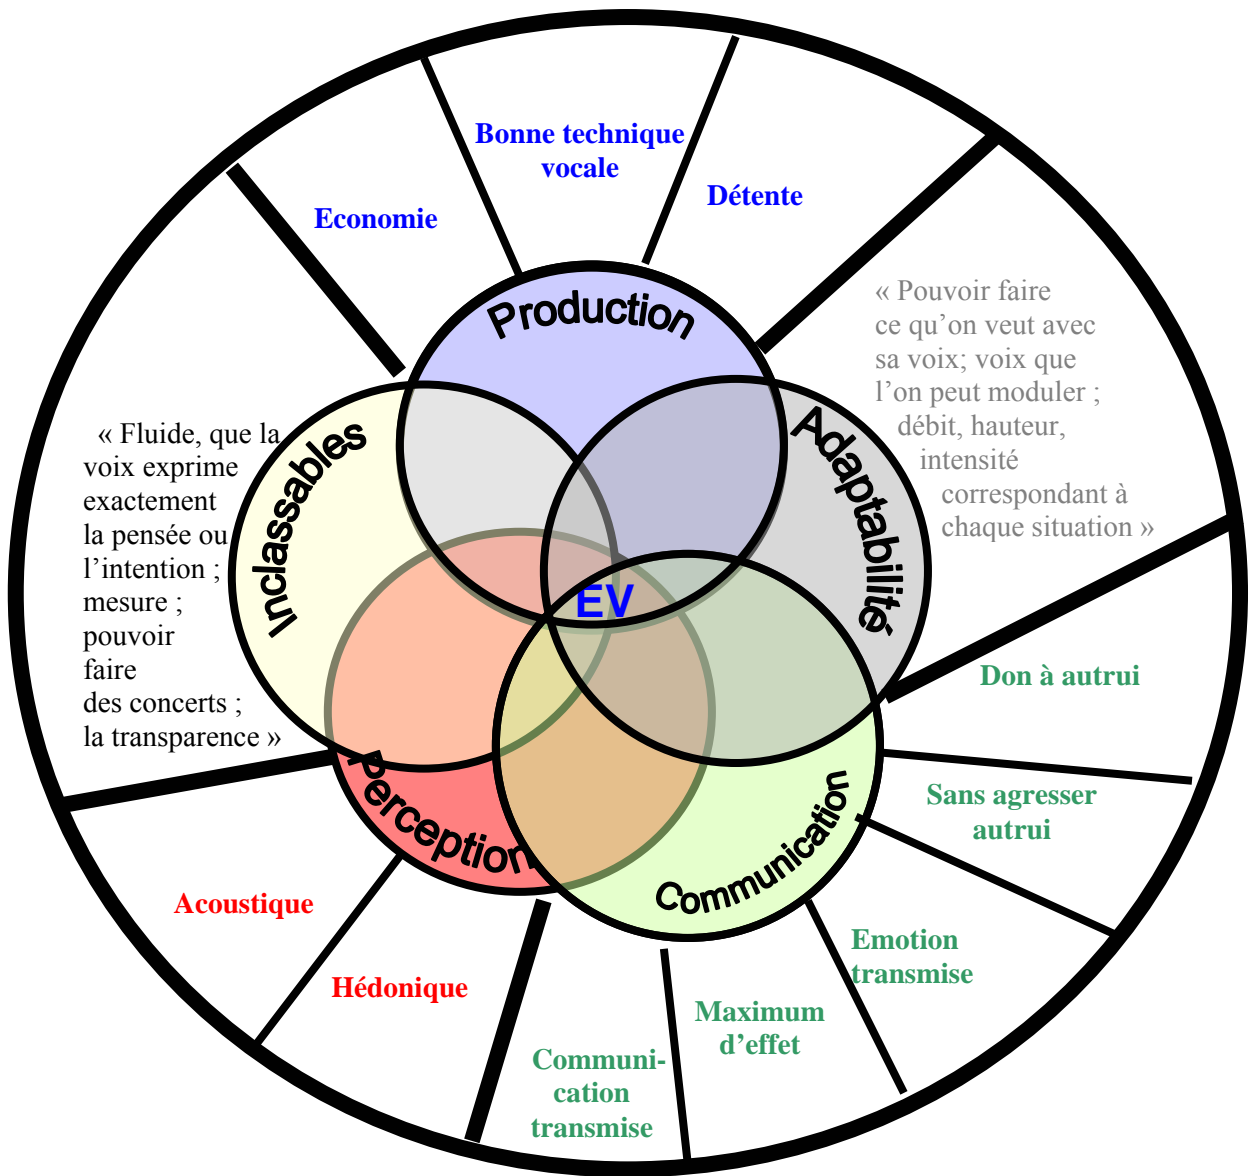 Bonne technique
vocale
Economie
Détente
Production
« Pouvoir faire
ce qu’on veut avec
sa voix; voix que
l’on peut moduler ;
débit, hauteur,
intensité
correspondant à
chaque situation »
Adaptabilité
Inclassables
« Fluide, que la
voix exprime
exactement
la pensée ou
l’intention ;
mesure ;
pouvoir
faire
des concerts ;
la transparence »
EV
Don à autrui
Sans agresser
autrui
Perception
Communication
Acoustique
Hédonique
Emotion
transmise
Maximum
d’effet
Communi-
cation
transmise